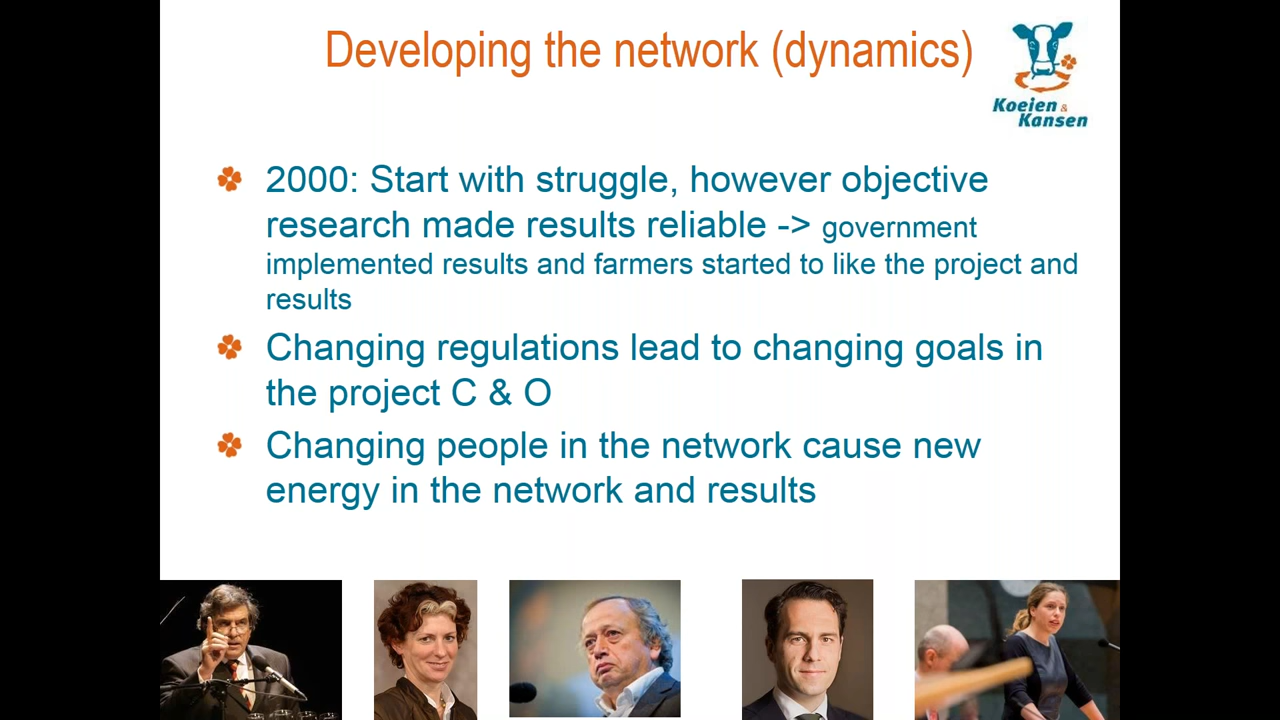 Developing the network (dynamics)
Koeien &
Kansen
2000: Start with struggle, however objective
research made results reliable -> government
implemented results and farmers started to like the project and
results
Changing regulations lead to changing goals in
the project C & O
Changing people in the network cause new
energy in the network and results